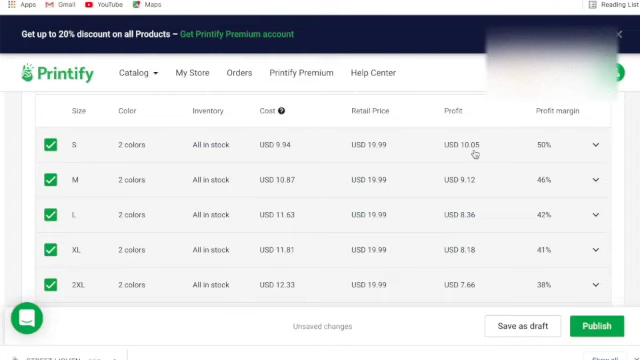 Apps Gmail YouTube Maps Reading List
Get up to 20% discount on all Products – Get Printify Premium account
Printify Catalog My Store Orders Printify Premium Help Center
Size Color Inventory Cost Retail Price Profit Profit margin
S 2 colors All in stock USD 9.94 USD 19.99 USD 10.05 50%
M 2 colors All in stock USD 10.87 USD 19.99 USD 9.12 46%
L 2 colors All in stock USD 11.63 USD 19.99 USD 8.36 42%
XL 2 colors All in stock USD 11.81 USD 19.99 USD 8.18 41%
2XL 2 colors All in stock USD 12.33 USD 19.99 USD 7.66 38%
Unsaved changes Save as draft Publish